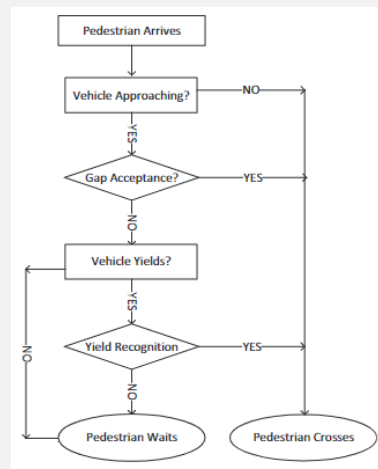 Pedestrian Arrives
Vehicle Approaching?
NO
YES
Gap Acceptance?
YES
NO
Vehicle Yields?
YES
NO
Yield Recognition
YES
NO
Pedestrian Waits
Pedestrian Crosses